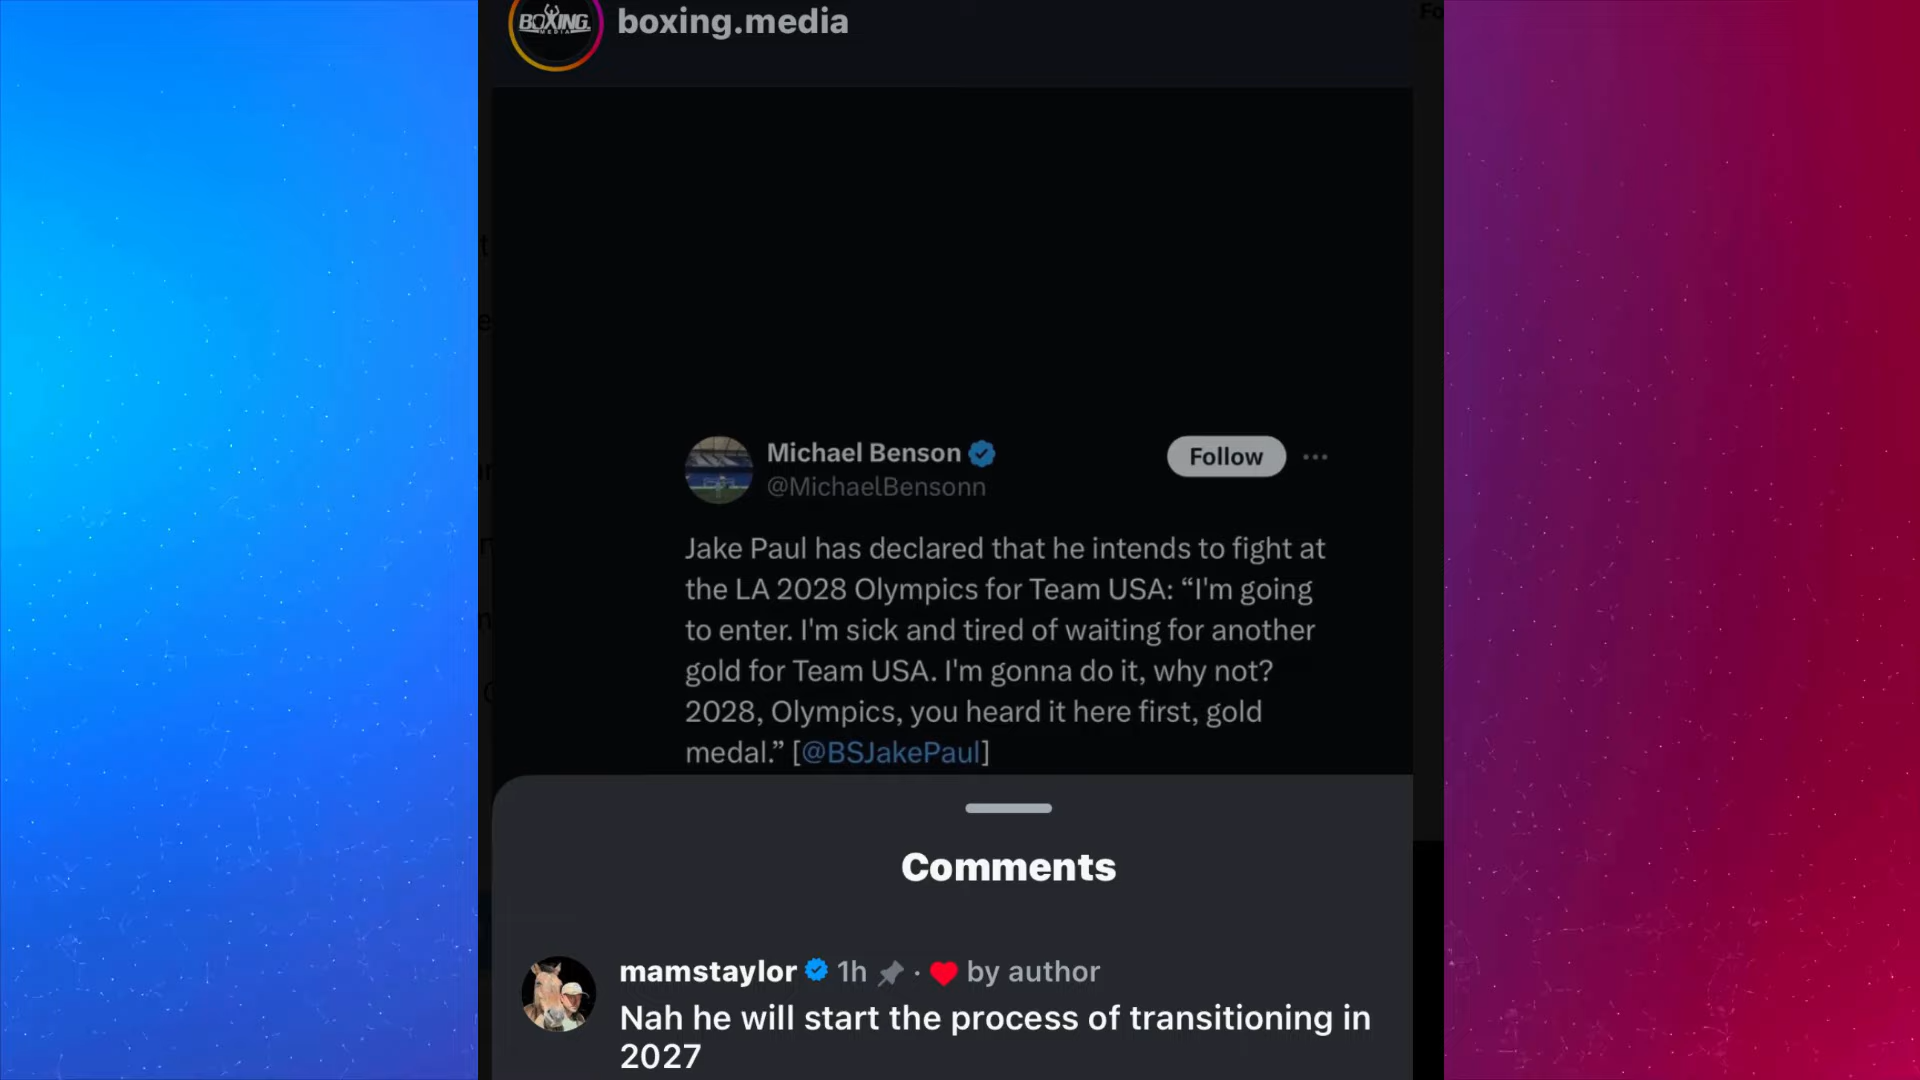 BOXING.
MEDIA
boxing.media
Fo
Michael Benson
@MichaelBensonn
Follow
Jake Paul has declared that he intends to fight at
the LA 2028 Olympics for Team USA: “I'm going
to enter. I'm sick and tired of waiting for another
gold for Team USA. I'm gonna do it, why not?
2028, Olympics, you heard it here first, gold
medal.” [@BSJakePaul]
Comments
mamstaylor 1h · by author
Nah he will start the process of transitioning in
2027